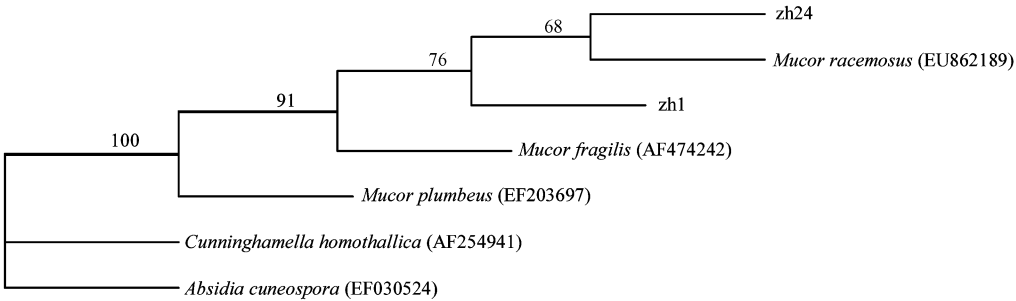 zh24
68
Mucor racemosus (EU862189)
76
zh1
91
Mucor fragilis (AF474242)
100
Mucor plumbeus (EF203697)
Cunninghamella homothallica (AF254941)
Absidia cuneospora (EF030524)